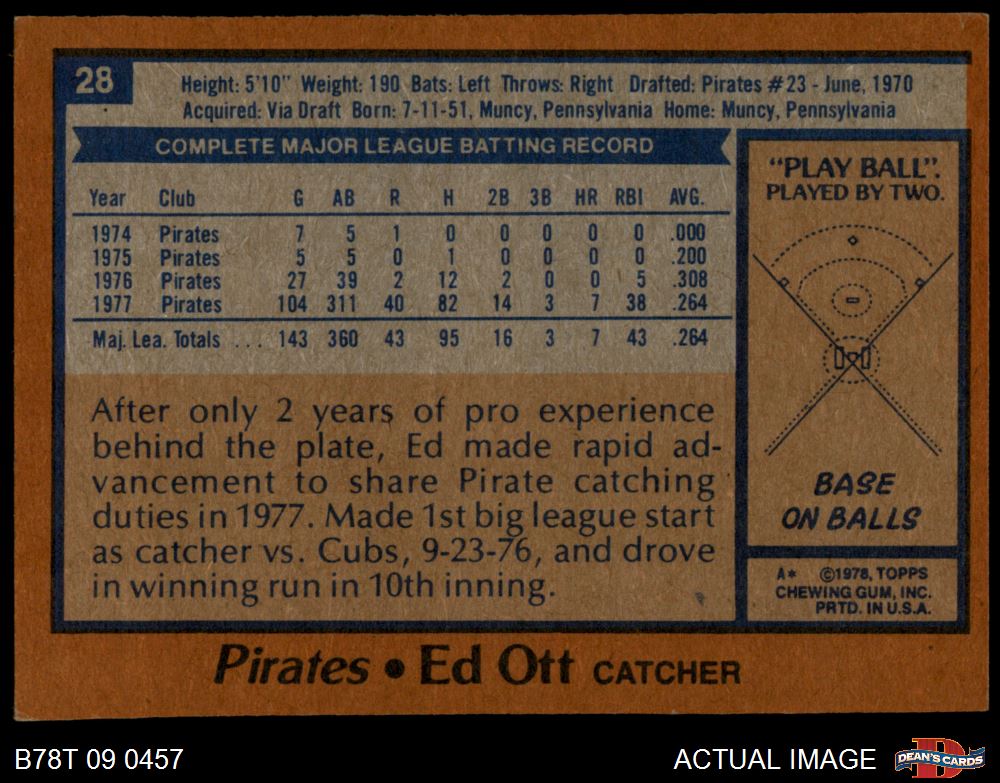 28
Height: 5'10" Weight: 190 Bats: Left Throws: Right Drafted: Pirates #23 - June, 1970
Acquired: Via Draft Born: 7-11-51, Muncy, Pennsylvania Home: Muncy, Pennsylvania
COMPLETE MAJOR LEAGUE BATTING RECORD
Year Club G AB R H 2B 3B HR RBI AVG.
1974 Pirates 7 5 1 0 0 0 0 0 .000
1975 Pirates 5 5 0 1 0 0 0 0 .200
1976 Pirates 27 39 2 12 2 0 0 5 .308
1977 Pirates 104 311 40 82 14 3 7 38 .264
Maj. Lea. Totals . . . 143 360 43 95 16 3 7 43 .264
After only 2 years of pro experience
behind the plate, Ed made rapid ad-
vancement to share Pirate catching
duties in 1977. Made 1st big league start
as catcher vs. Cubs, 9-23-76, and drove
in winning run in 10th inning.
"PLAY BALL".
PLAYED BY TWO.
BASE
ON BALLS
A* ©1978, TOPPS
CHEWING GUM, INC.
PRTD. IN U.S.A.
Pirates • Ed Ott CATCHER
B78T 09 0457
ACTUAL IMAGE
D
DEAN'S CARDS